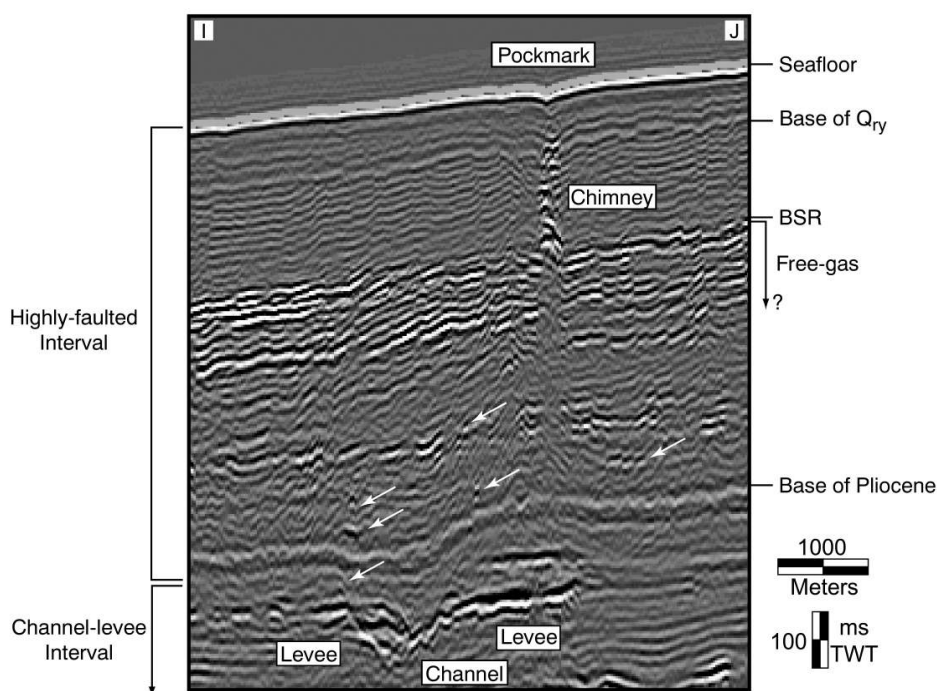 I
J
Pockmark
Seafloor
Base of Qry
Chimney
BSR
Free-gas
?
Highly-faulted
Interval
Base of Pliocene
1000
Meters
Channel-levee
Interval
Levee
Levee
Channel
100
ms
TWT